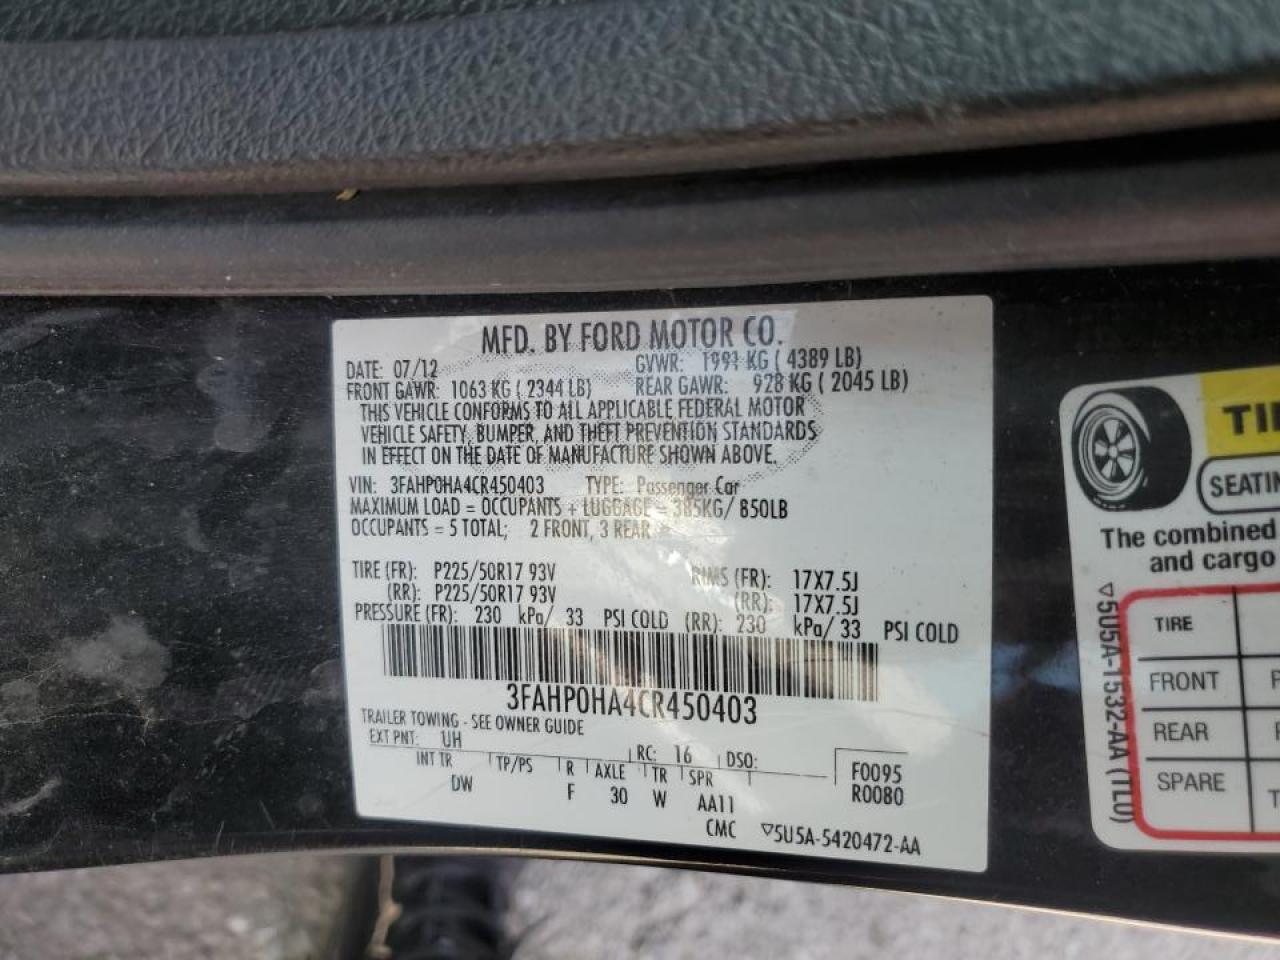 MFD. BY FORD MOTOR CO.
DATE: 07/12 GVWR: 1991 KG ( 4389 LB)
FRONT GAWR: 1063 KG ( 2344 LB) REAR GAWR: 928 KG ( 2045 LB)
THIS VEHICLE CONFORMS TO ALL APPLICABLE FEDERAL MOTOR
VEHICLE SAFETY, BUMPER, AND THEFT PREVENTION STANDARDS
IN EFFECT ON THE DATE OF MANUFACTURE SHOWN ABOVE.
VIN: 3FAHP0HA4CR450403 TYPE: Passenger Car
MAXIMUM LOAD = OCCUPANTS + LUGGAGE = 385KG/ 850LB
OCCUPANTS = 5 TOTAL; 2 FRONT, 3 REAR
TIRE (FR): P225/50R17 93V RIMS (FR): 17X7.5J
(RR): P225/50R17 93V (RR): 17X7.5J
PRESSURE (FR): 230 kPa/ 33 PSI COLD (RR): 230 kPa/ 33 PSI COLD
3FAHP0HA4CR450403
TRAILER TOWING - SEE OWNER GUIDE
EXT PNT: UH RC: 16 DSO:
INT TR TP/PS R AXLE TR SPR F0095
DW F 30 W AA11 R0080
CMC ▽5U5A-5420472-AA
SEATIN
The combined
and cargo
TIRE
FRONT
REAR
SPARE
▽5U5A-1532-AA (TL0)